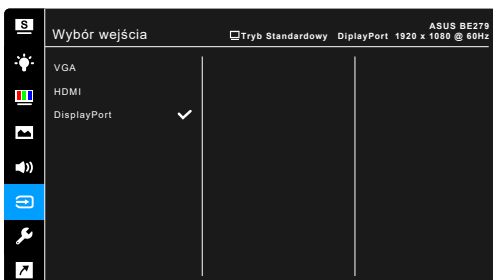 S
ASUS BE279
Wybór wejścia
Tryb Standardowy DiplayPort 1920 x 1080 @ 60Hz
VGA
HDMI
DisplayPort